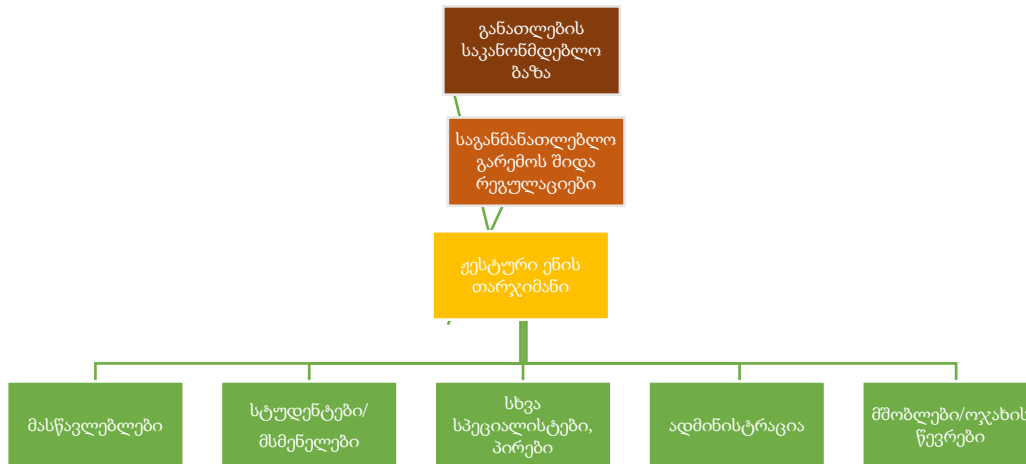 განათლების
საკანონმდებლო
ბაზა
საგანმანათლებლო
გარემოს შიდა
რეგულაციები
ჟესტური ენის
თარჯიმანი
მასწავლებლები
სტუდენტები/
მსმენელები
სხვა
სპეციალისტები,
პირები
ადმინისტრაცია
მშობლები/ოჯახის
წევრები